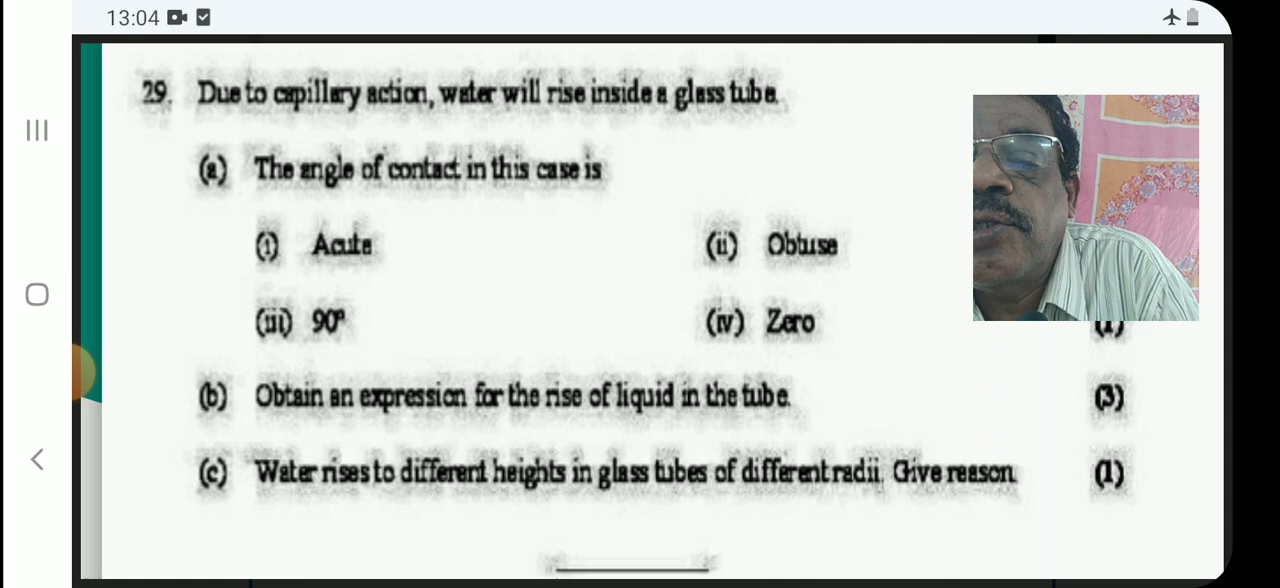 13:04
29. Due to capillary action, water will rise inside a glass tube.
(a) The angle of contact in this case is
(i) Acute (ii) Obtuse
(iii) 90° (iv) Zero (1)
(b) Obtain an expression for the rise of liquid in the tube. (3)
(c) Water rises to different heights in glass tubes of different radii. Give reason. (1)